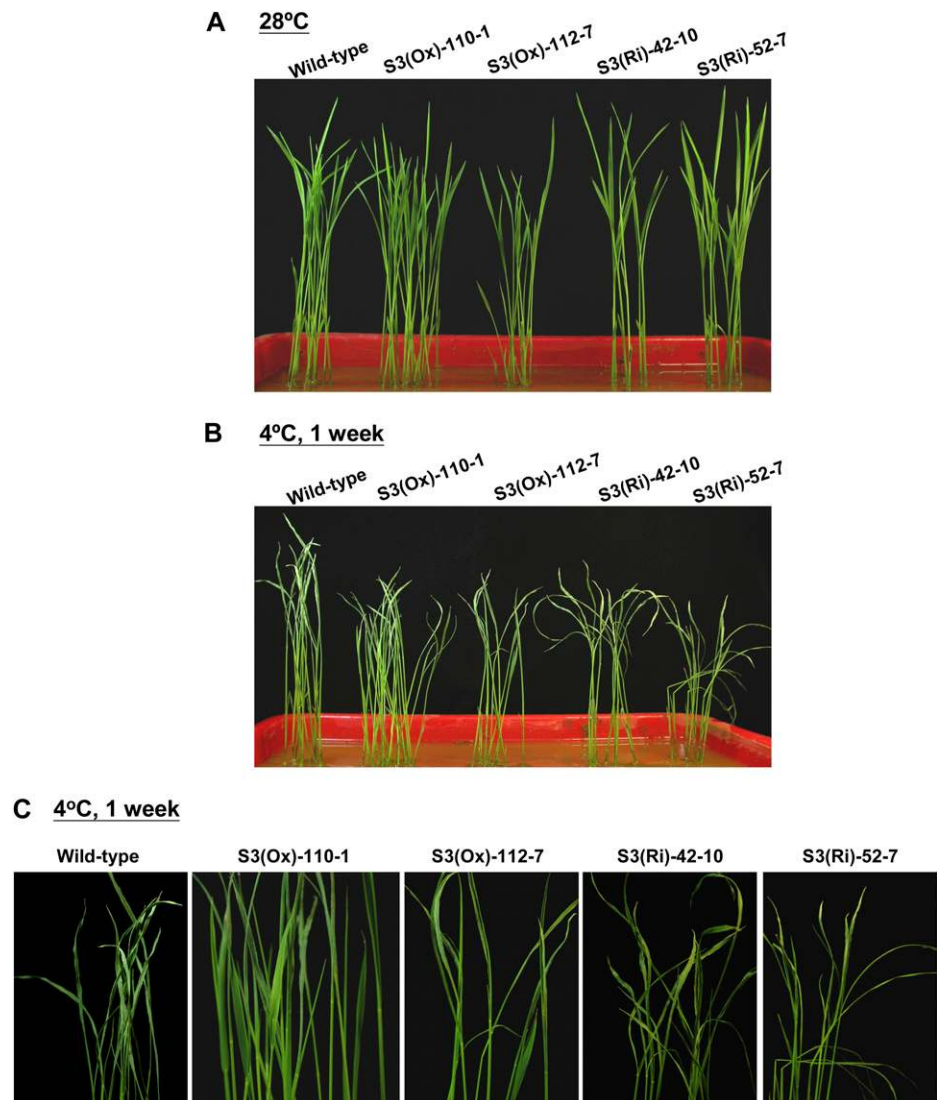 A 28ºC
Wild-type S3(Ox)-110-1 S3(Ox)-112-7 S3(Ri)-42-10 S3(Ri)-52-7
B 4ºC, 1 week
Wild-type S3(Ox)-110-1 S3(Ox)-112-7 S3(Ri)-42-10 S3(Ri)-52-7
C 4ºC, 1 week
Wild-type S3(Ox)-110-1 S3(Ox)-112-7 S3(Ri)-42-10 S3(Ri)-52-7